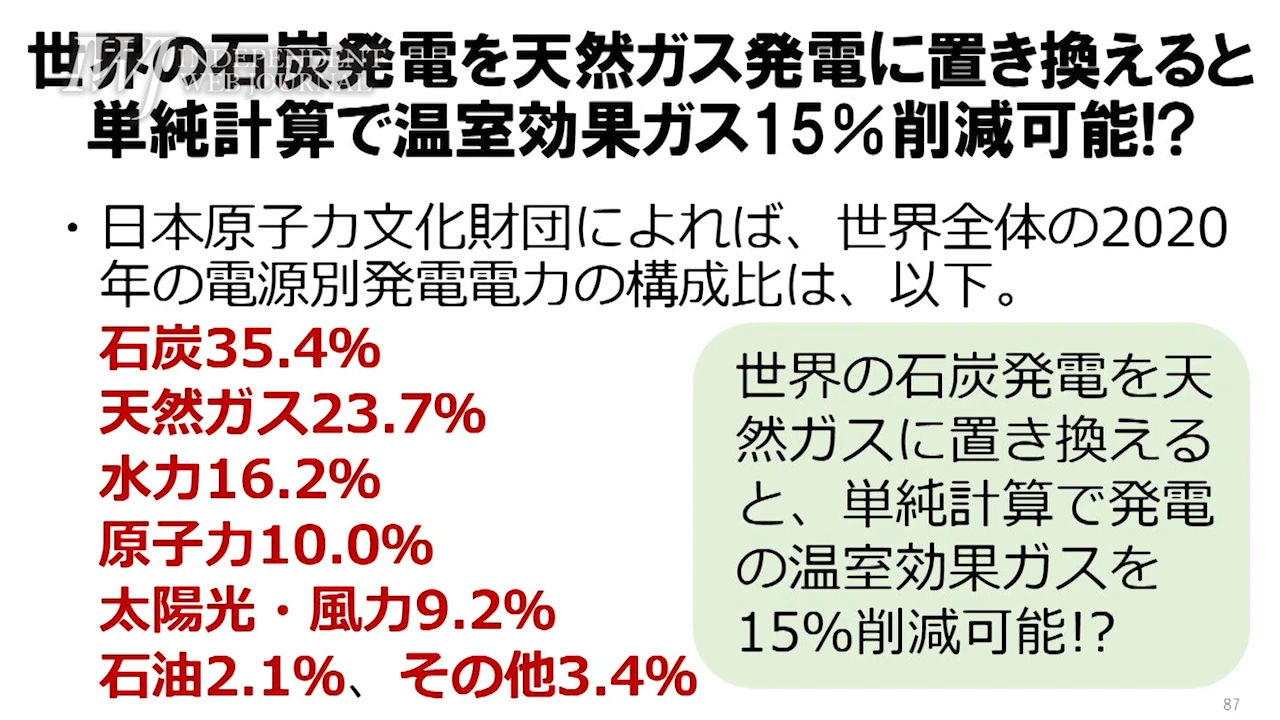 世界の石炭発電を天然ガス発電に置き換えると
IWJ INDEPENDENT
WEB JOURNAL
単純計算で温室効果ガス15%削減可能!?
・日本原子力文化財団によれば、世界全体の2020
年の電源別発電電力の構成比は、以下。
石炭35.4%
天然ガス23.7%
水力16.2%
原子力10.0%
太陽光・風力9.2%
石油2.1%、その他3.4%
世界の石炭発電を天
然ガスに置き換える
と、単純計算で発電
の温室効果ガスを
15%削減可能!?
87